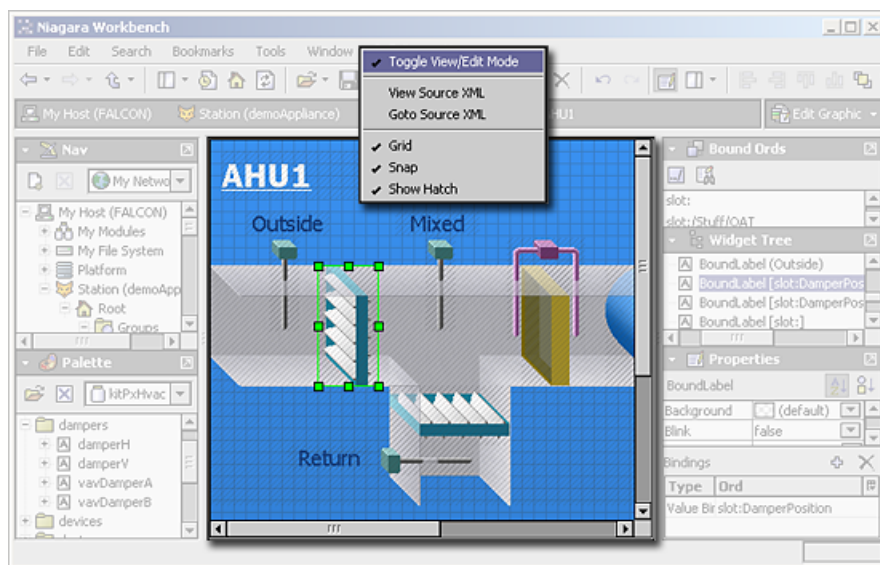 Niagara Workbench
File Edit Search Bookmarks Tools Window
Toggle View/Edit Mode
View Source XML
Goto Source XML
Grid
Snap
Show Hatch
My Host (FALCON) Station (demoAppliance) AHU1 Edit Graphic
Nav
My Netwo
My Host (FALCON)
My Modules
My File System
Platform
Station (demoApp
Root
Groups
Palette
kitPxHvac
dampers
damperH
damperV
vavDamperA
vavDamperB
devices
AHU1
Outside Mixed
Return
Bound Ords
slot:
slot:/Stuff/OAT
Widget Tree
BoundLabel (Outside)
BoundLabel [slot:DamperPos
BoundLabel [slot:DamperPos
BoundLabel [slot:]
Properties
BoundLabel
Background (default)
Blink false
Bindings
Type Ord
Value Bir slot:DamperPosition